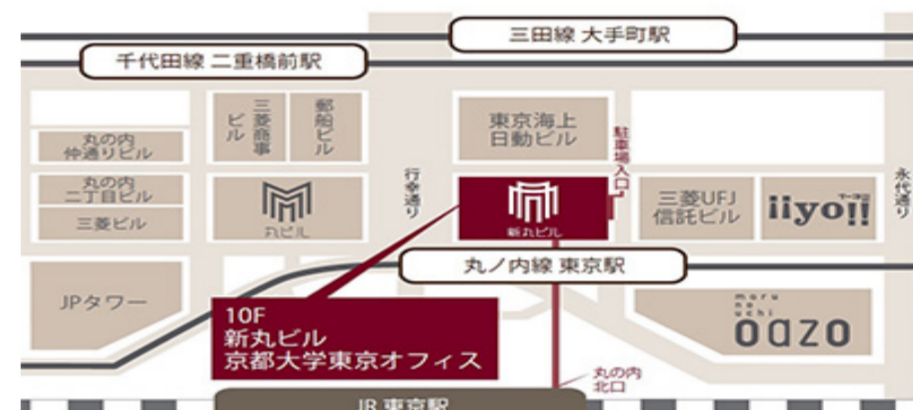 三田線 大手町駅
千代田線 二重橋前駅
丸の内
仲通りビル
三菱商事
ビル
郵船ビル
東京海上
日動ビル
駐車場入口
行幸通り
永代通り
丸の内
二丁目ビル
三菱ビル
丸ビル
新丸ビル
三菱UFJ
信託ビル
iiyo!!
丸ノ内線 東京駅
JPタワー
10F
新丸ビル
京都大学東京オフィス
maru
no
uchi
oazo
丸の内
北口
JR 東京駅